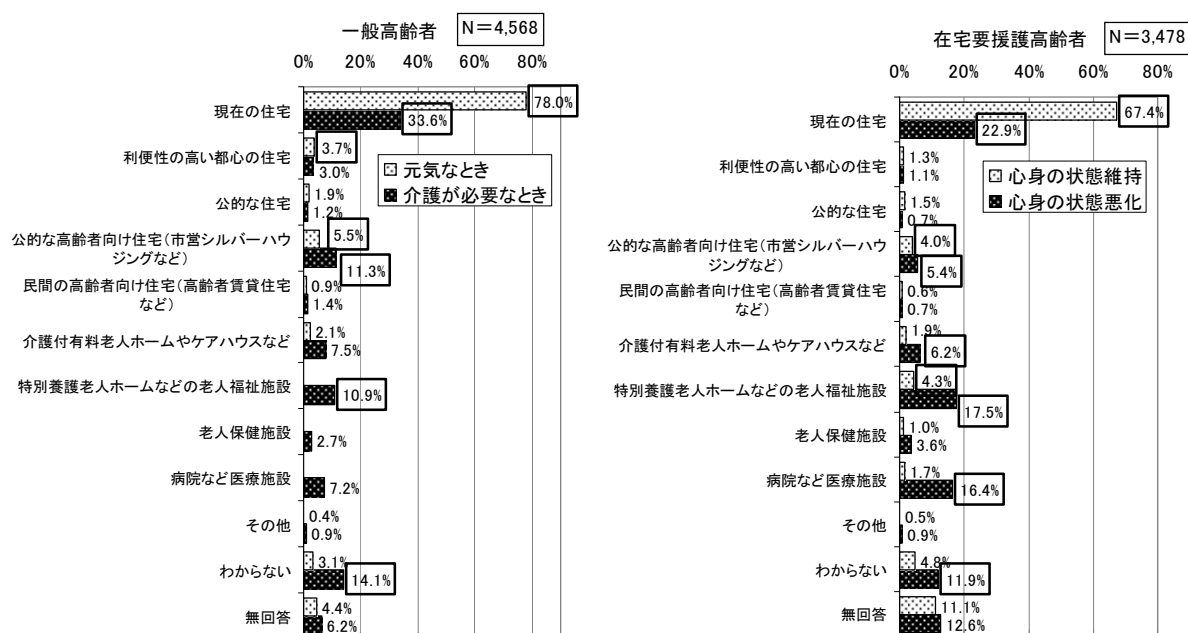 一般高齢者
N=4,568
0% 20% 40% 60% 80%
現在の住宅
78.0%
33.6%
利便性の高い都心の住宅
3.7%
3.0%
元気なとき
介護が必要なとき
公的な住宅
1.9%
1.2%
公的な高齢者向け住宅(市営シルバーハウ
ジングなど)
5.5%
11.3%
民間の高齢者向け住宅(高齢者賃貸住宅
など)
0.9%
1.4%
介護付有料老人ホームやケアハウスなど
2.1%
7.5%
特別養護老人ホームなどの老人福祉施設
10.9%
老人保健施設
2.7%
病院など医療施設
7.2%
その他
0.4%
0.9%
わからない
3.1%
14.1%
無回答
4.4%
6.2%
在宅要援護高齢者
N=3,478
0% 20% 40% 60% 80%
現在の住宅
67.4%
22.9%
利便性の高い都心の住宅
1.3%
1.1%
心身の状態維持
心身の状態悪化
公的な住宅
1.5%
0.7%
公的な高齢者向け住宅(市営シルバーハウ
ジングなど)
4.0%
5.4%
民間の高齢者向け住宅(高齢者賃貸住宅
など)
0.6%
0.7%
介護付有料老人ホームやケアハウスなど
1.9%
6.2%
特別養護老人ホームなどの老人福祉施設
4.3%
17.5%
老人保健施設
1.0%
3.6%
病院など医療施設
1.7%
16.4%
その他
0.5%
0.9%
わからない
4.8%
11.9%
無回答
11.1%
12.6%